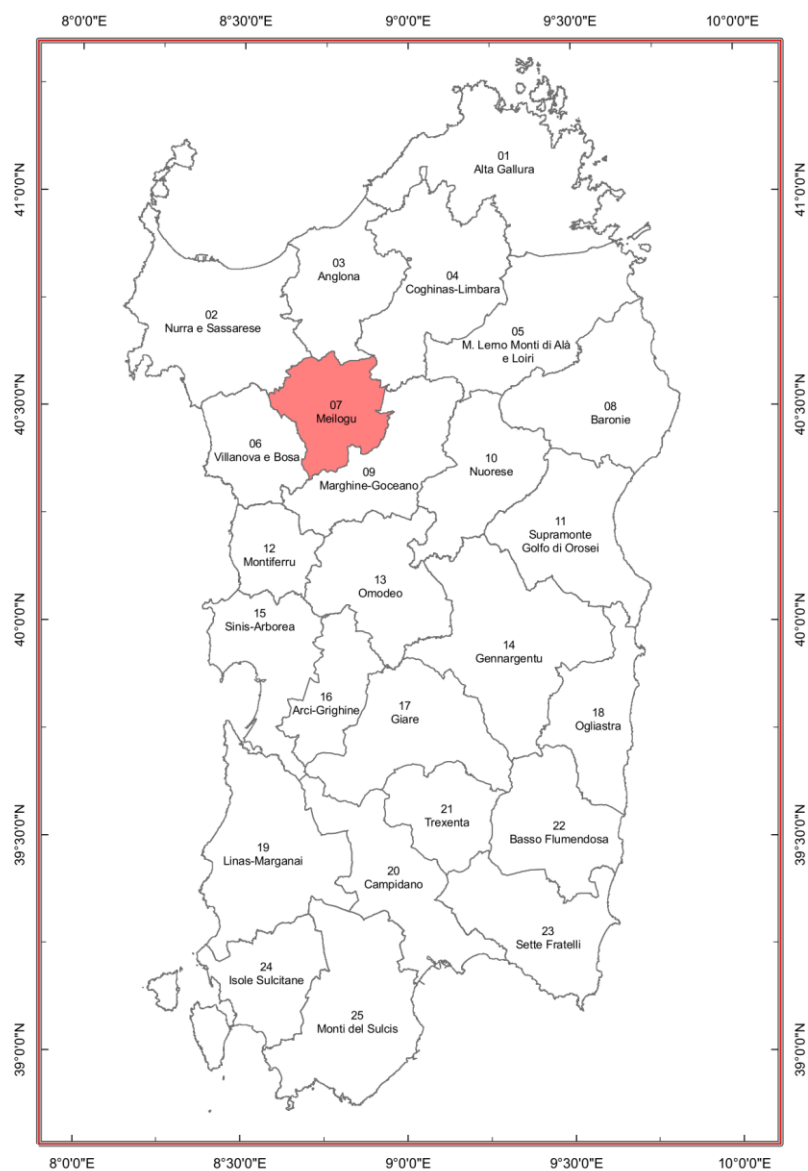 8°0'0"E
8°30'0"E
9°0'0"E
9°30'0"E
10°0'0"E
41°0'0"N
41°0'0"N
01
Alta Gallura
03
Anglona
04
Coghinas-Limbara
02
Nurra e Sassarese
05
M. Lerno Monti di Alà
e Loiri
40°30'0"N
40°30'0"N
07
Meilogu
08
Baronie
06
Villanova e Bosa
10
Nuorese
09
Marghine-Goceano
11
Supramonte
Golfo di Orosei
12
Montiferru
13
Omodeo
40°0'0"N
40°0'0"N
15
Sinis-Arborea
14
Gennargentu
16
Arci-Grighine
17
Giare
18
Ogliastra
21
Trexenta
22
Basso Flumendosa
39°30'0"N
39°30'0"N
19
Linas-Marganai
20
Campidano
23
Sette Fratelli
24
Isole Sulcitane
25
Monti del Sulcis
39°0'0"N
39°0'0"N
8°0'0"E
8°30'0"E
9°0'0"E
9°30'0"E
10°0'0"E